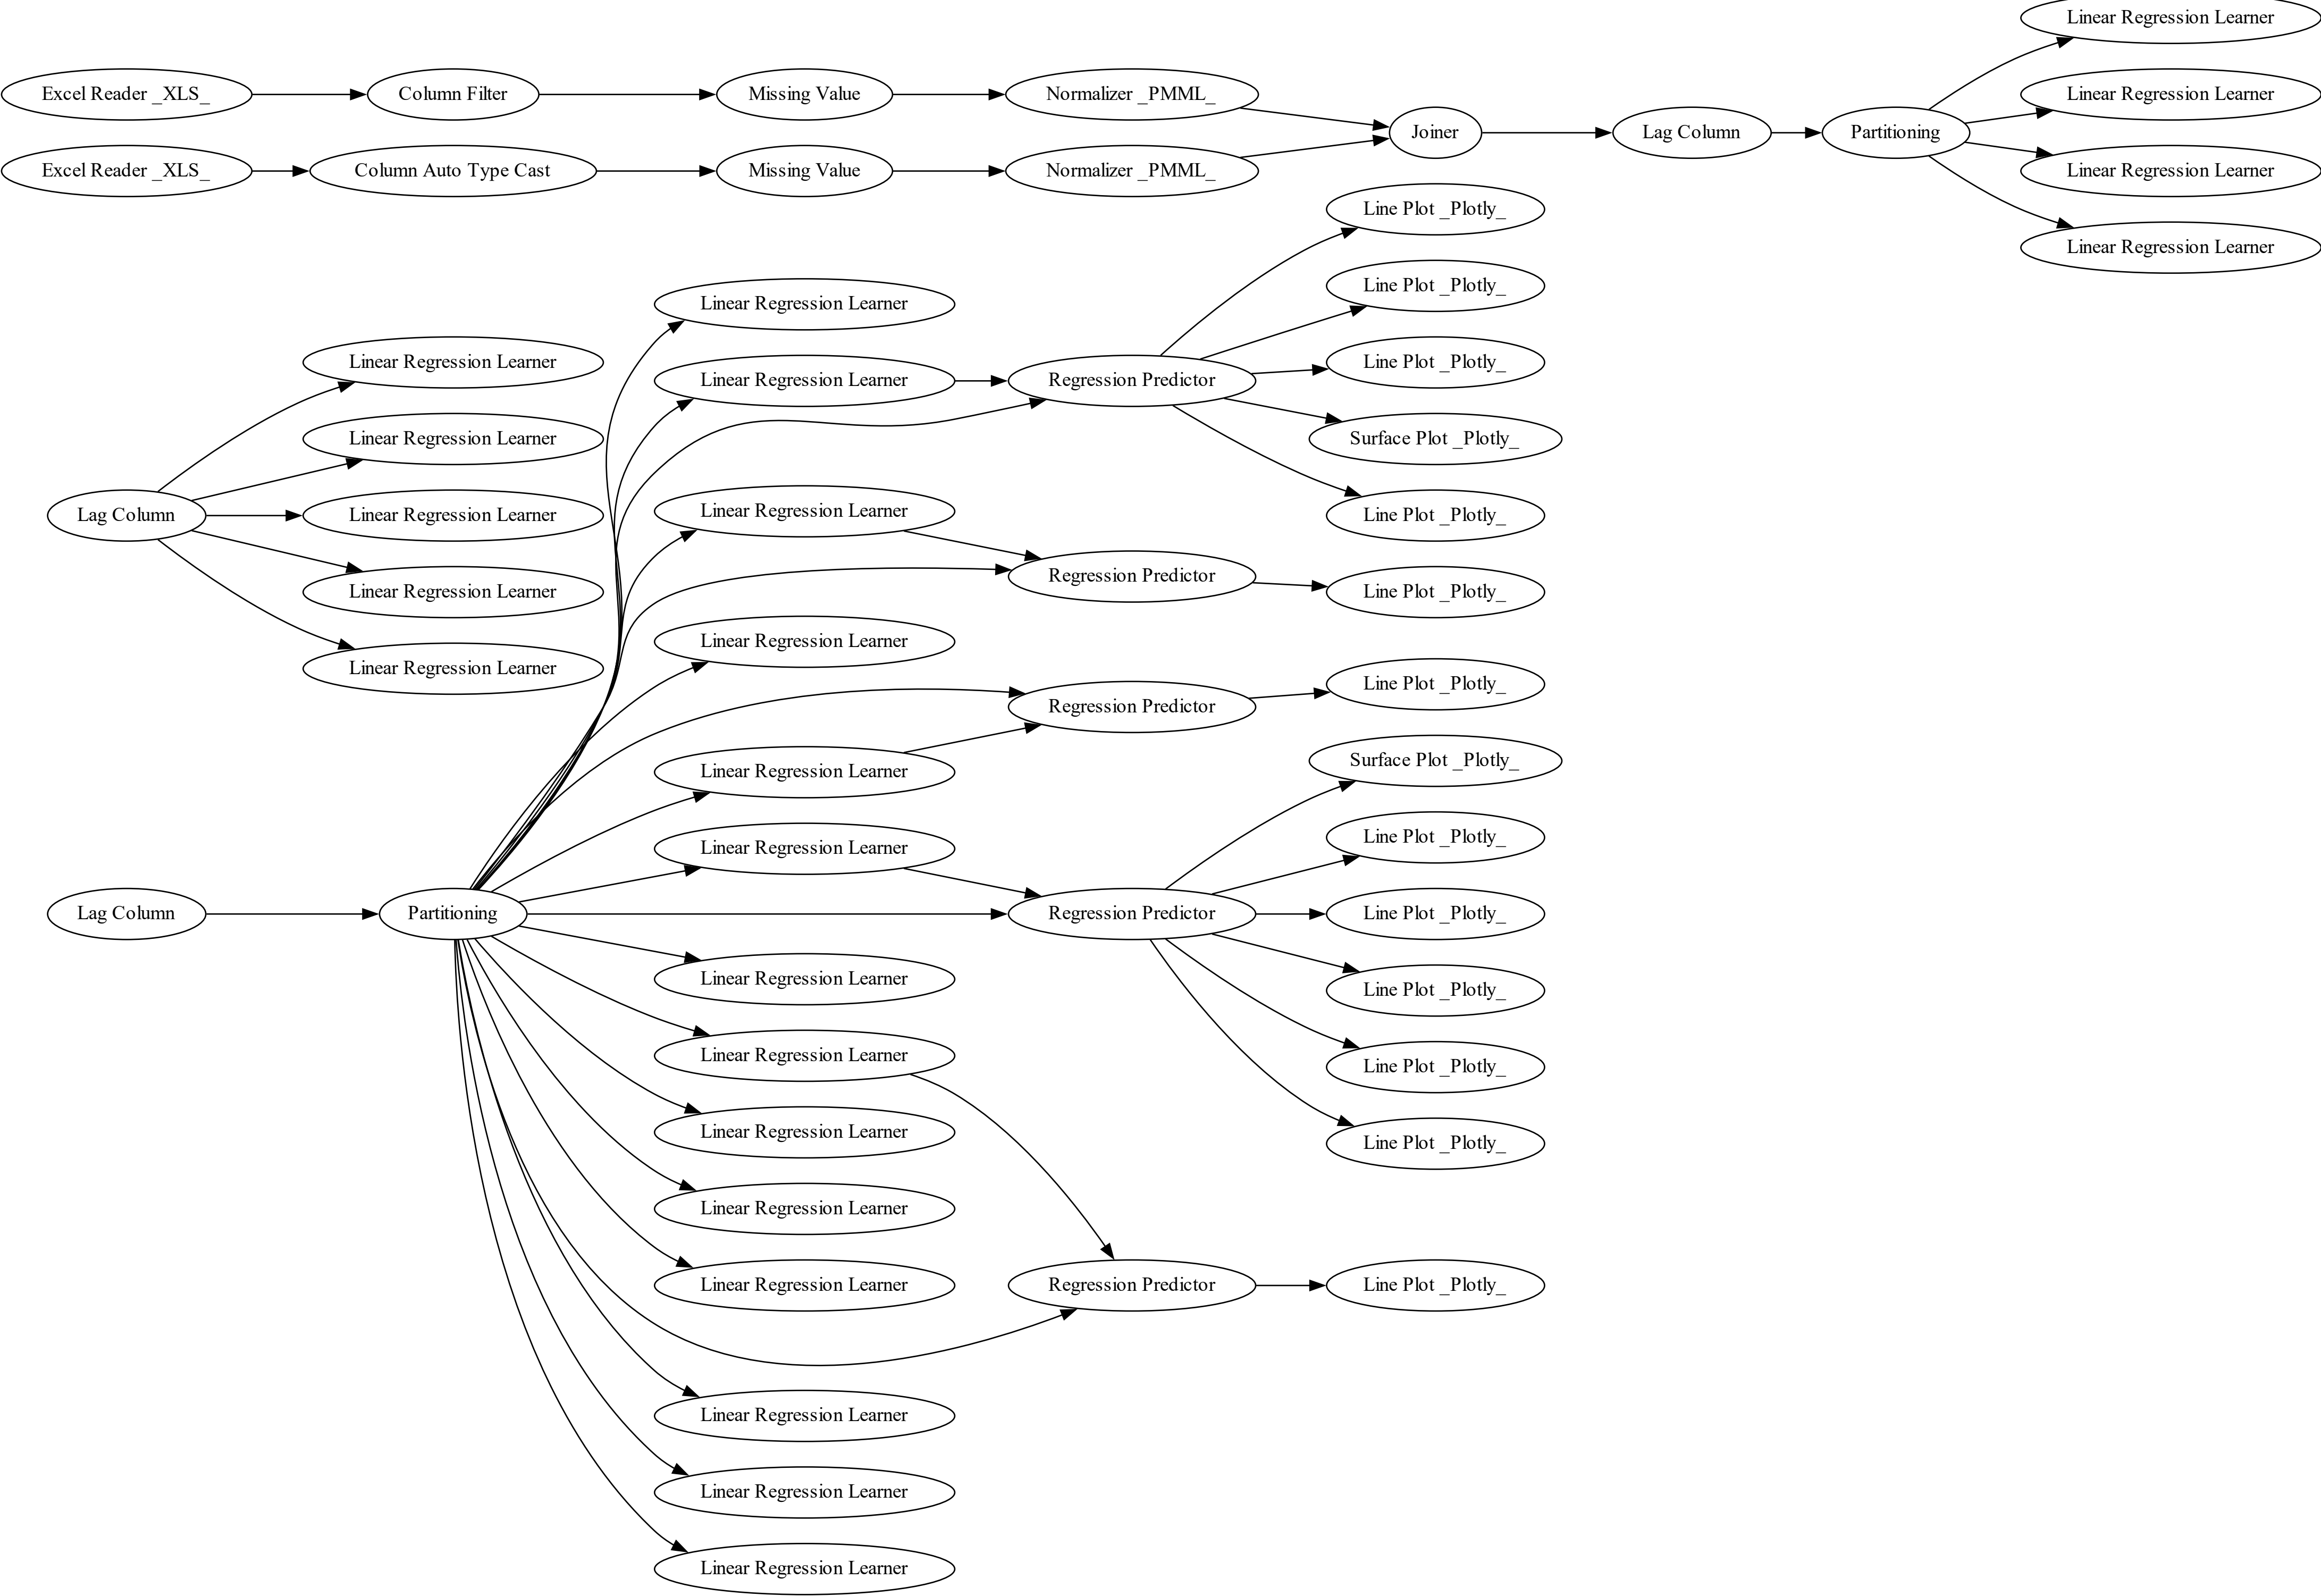 Linear Regression Learner
Excel Reader _XLS_
Column Filter
Missing Value
Normalizer _PMML_
Linear Regression Learner
Joiner
Lag Column
Partitioning
Excel Reader _XLS_
Column Auto Type Cast
Missing Value
Normalizer _PMML_
Linear Regression Learner
Line Plot _Plotly_
Linear Regression Learner
Line Plot _Plotly_
Linear Regression Learner
Linear Regression Learner
Line Plot _Plotly_
Linear Regression Learner
Regression Predictor
Linear Regression Learner
Surface Plot _Plotly_
Lag Column
Linear Regression Learner
Linear Regression Learner
Line Plot _Plotly_
Regression Predictor
Linear Regression Learner
Line Plot _Plotly_
Linear Regression Learner
Linear Regression Learner
Line Plot _Plotly_
Regression Predictor
Surface Plot _Plotly_
Linear Regression Learner
Line Plot _Plotly_
Linear Regression Learner
Lag Column
Partitioning
Regression Predictor
Line Plot _Plotly_
Linear Regression Learner
Line Plot _Plotly_
Linear Regression Learner
Line Plot _Plotly_
Linear Regression Learner
Line Plot _Plotly_
Linear Regression Learner
Linear Regression Learner
Regression Predictor
Line Plot _Plotly_
Linear Regression Learner
Linear Regression Learner
Linear Regression Learner